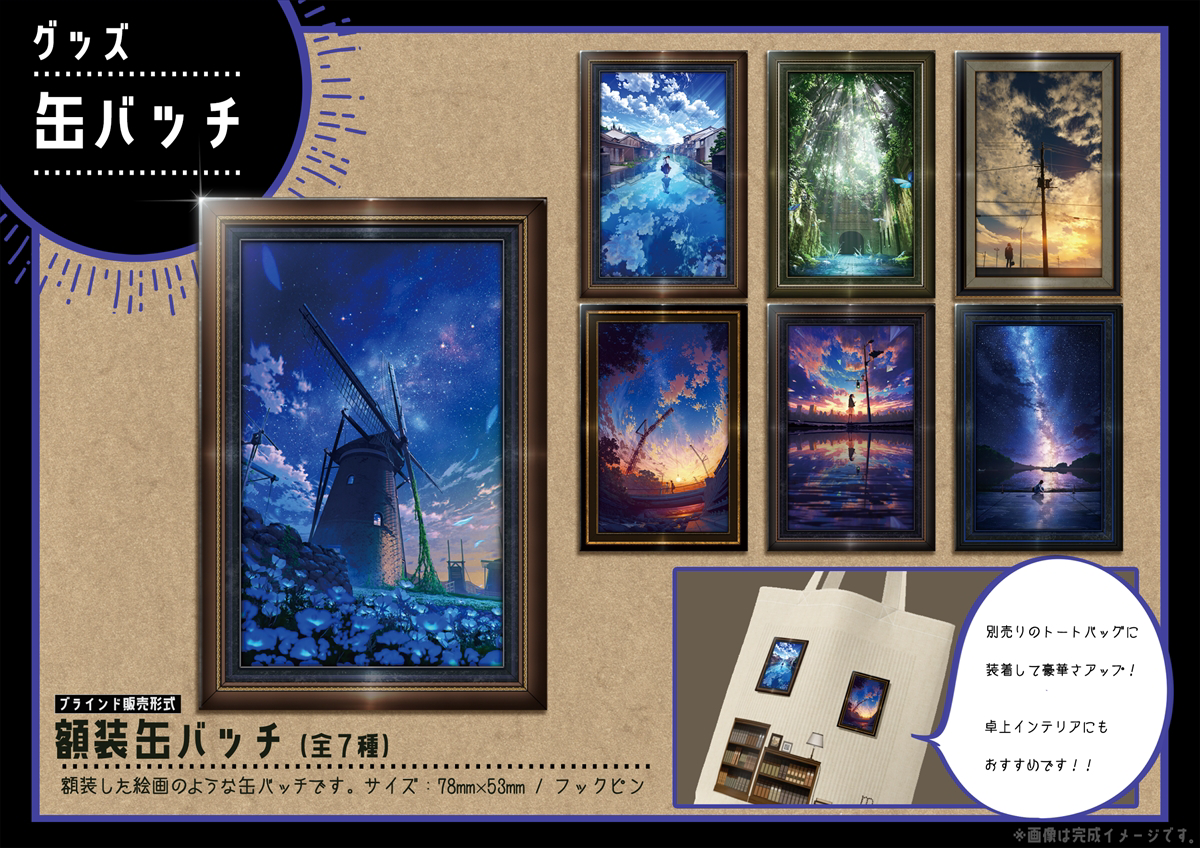 グッズ
缶バッチ
ブラインド販売形式
額装缶バッチ (全7種)
額装した絵画のような缶バッチです。サイズ：78mm×53mm / フックピン
別売りのトートバッグに
装着して豪華さアップ！
卓上インテリアにも
おすすめです！！
※画像は完成イメージです。